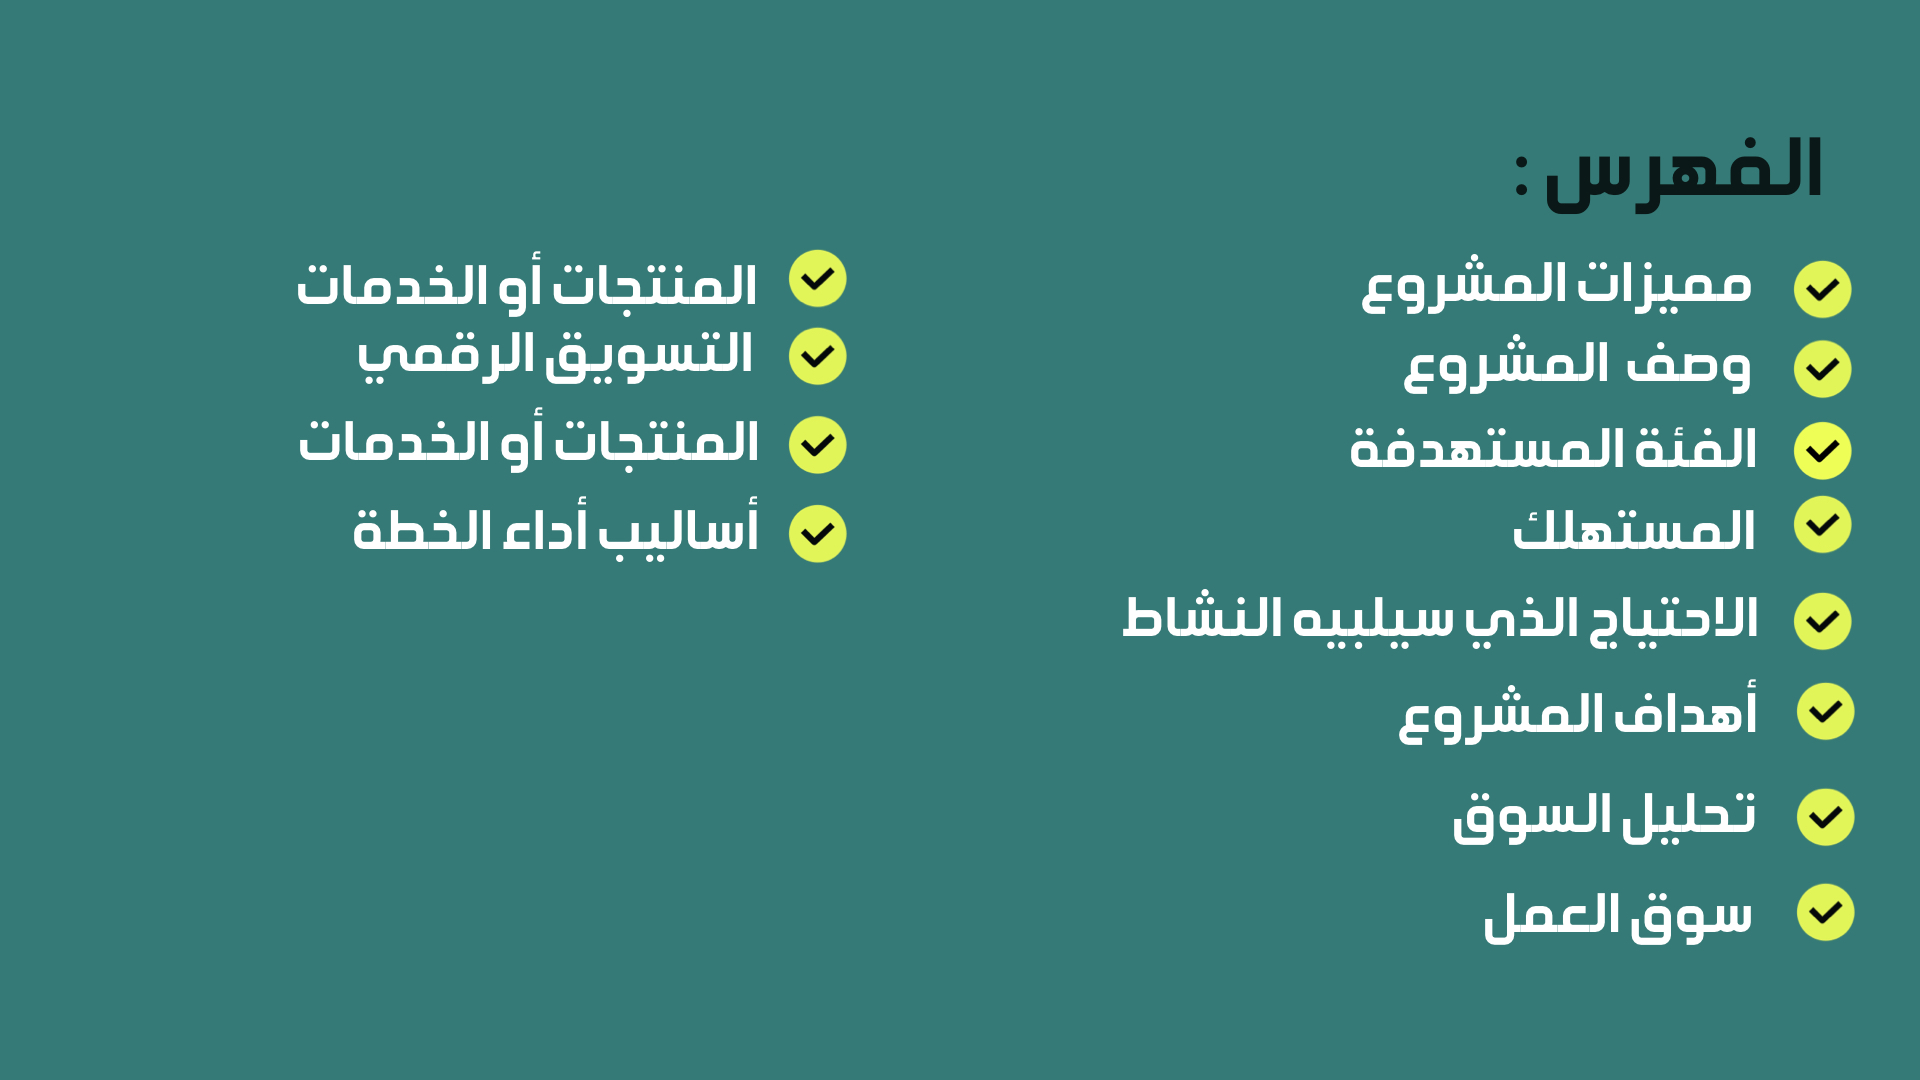 الفهرس :
مميزات المشروع
وصف المشروع
الفئة المستهدفة
المستهلك
الاحتياج الذي سيلبيه النشاط
أهداف المشروع
تحليل السوق
سوق العمل
المنتجات أو الخدمات
التسويق الرقمي
المنتجات أو الخدمات
أساليب أداء الخطة